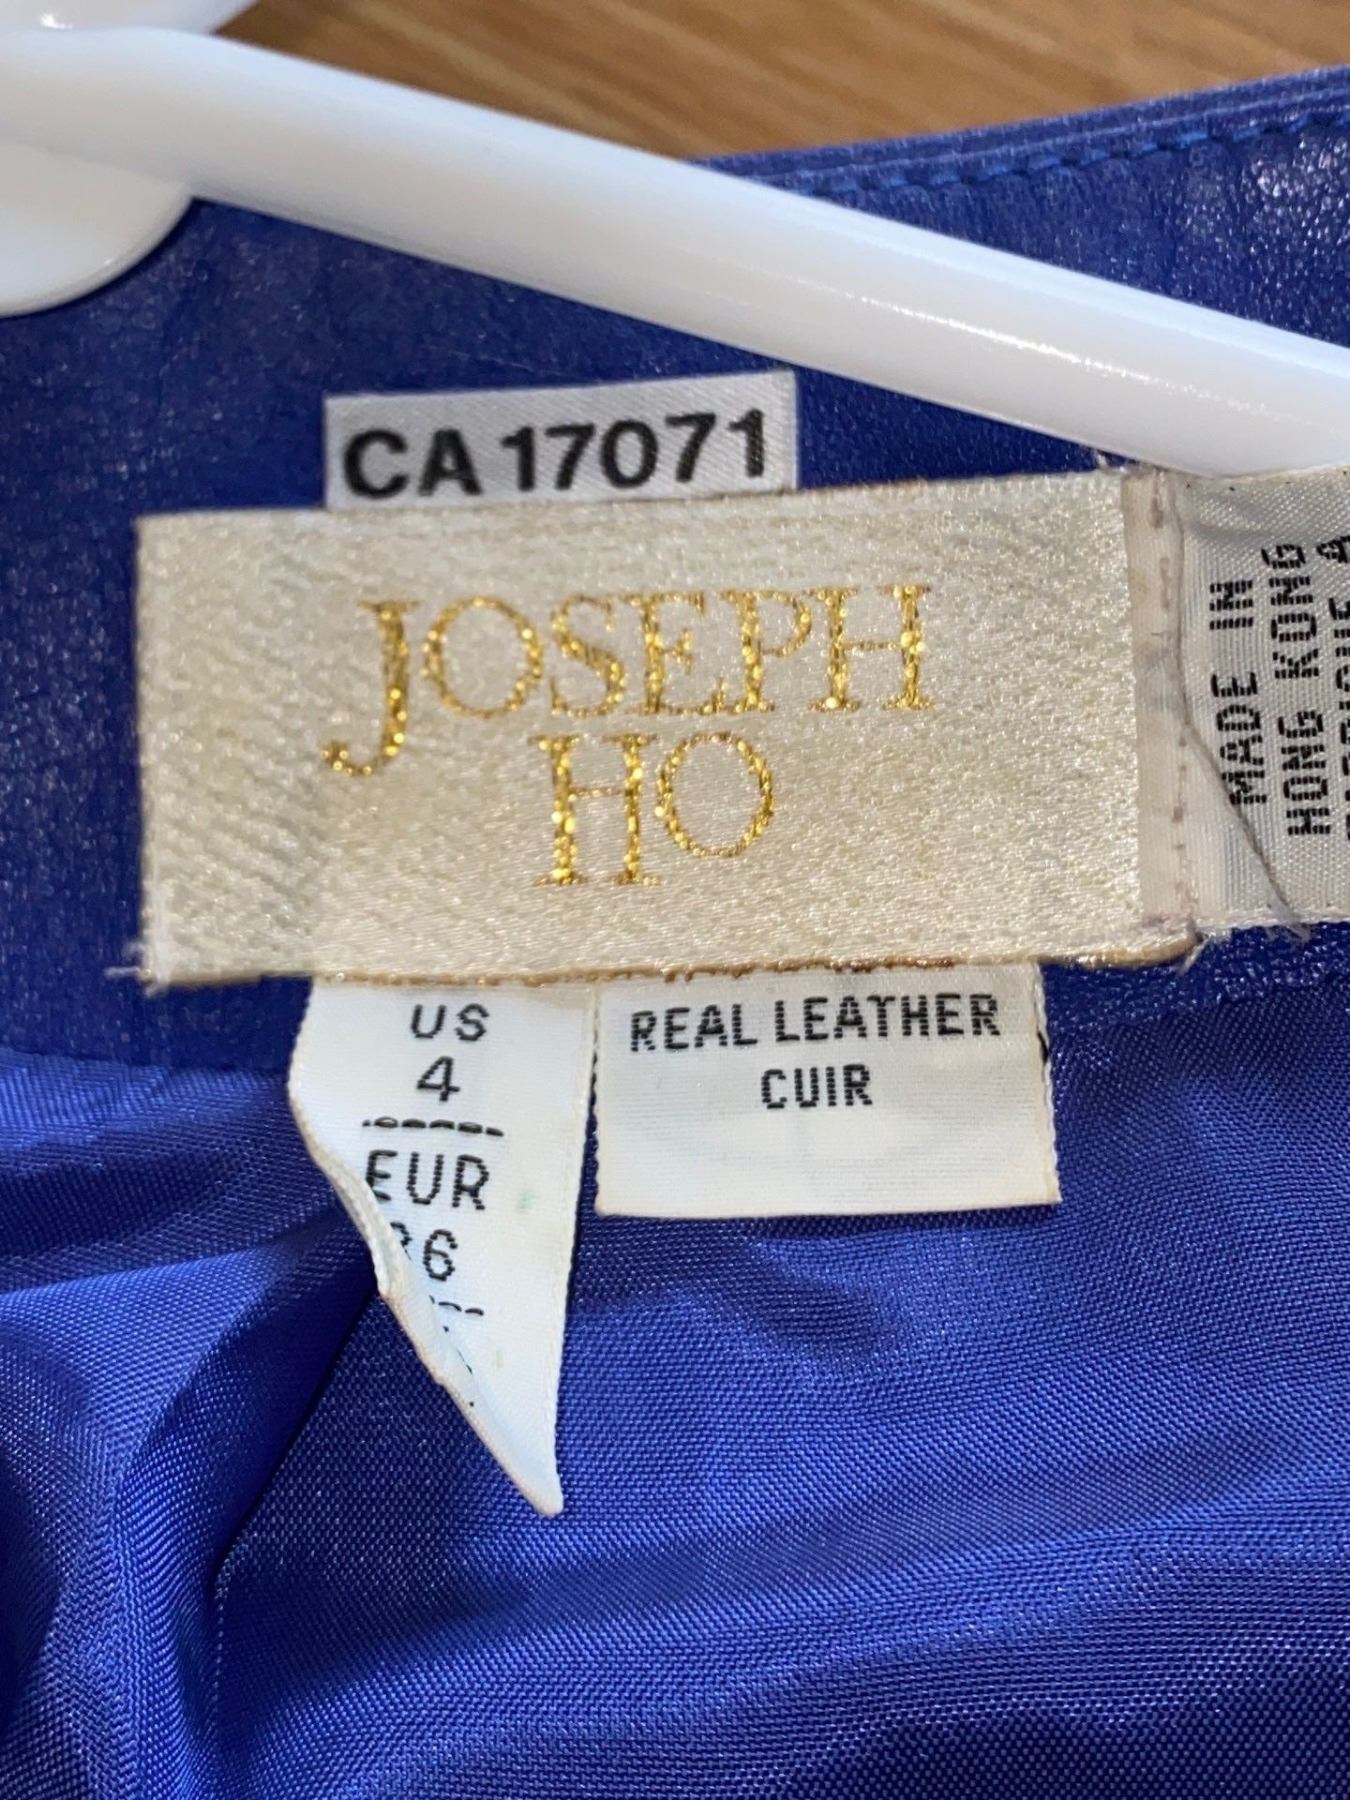 CA 17071
JOSEPH
HO
US
4
EUR
REAL LEATHER
CUIR
MADE IN
HONG KONG